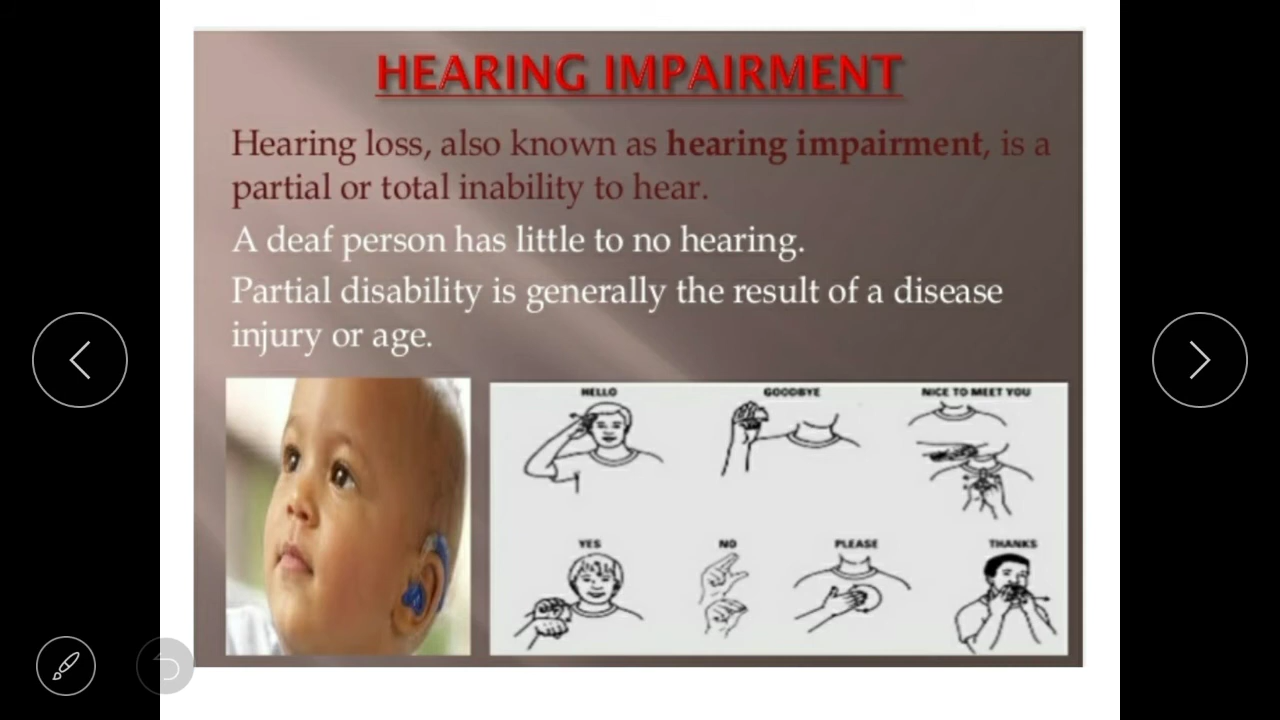 HEARING IMPAIRMENT
Hearing loss, also known as hearing impairment, is a
partial or total inability to hear.
A deaf person has little to no hearing.
Partial disability is generally the result of a disease
injury or age.
HELLO
GOODBYE
NICE TO MEET YOU
YES
NO
PLEASE
THANKS